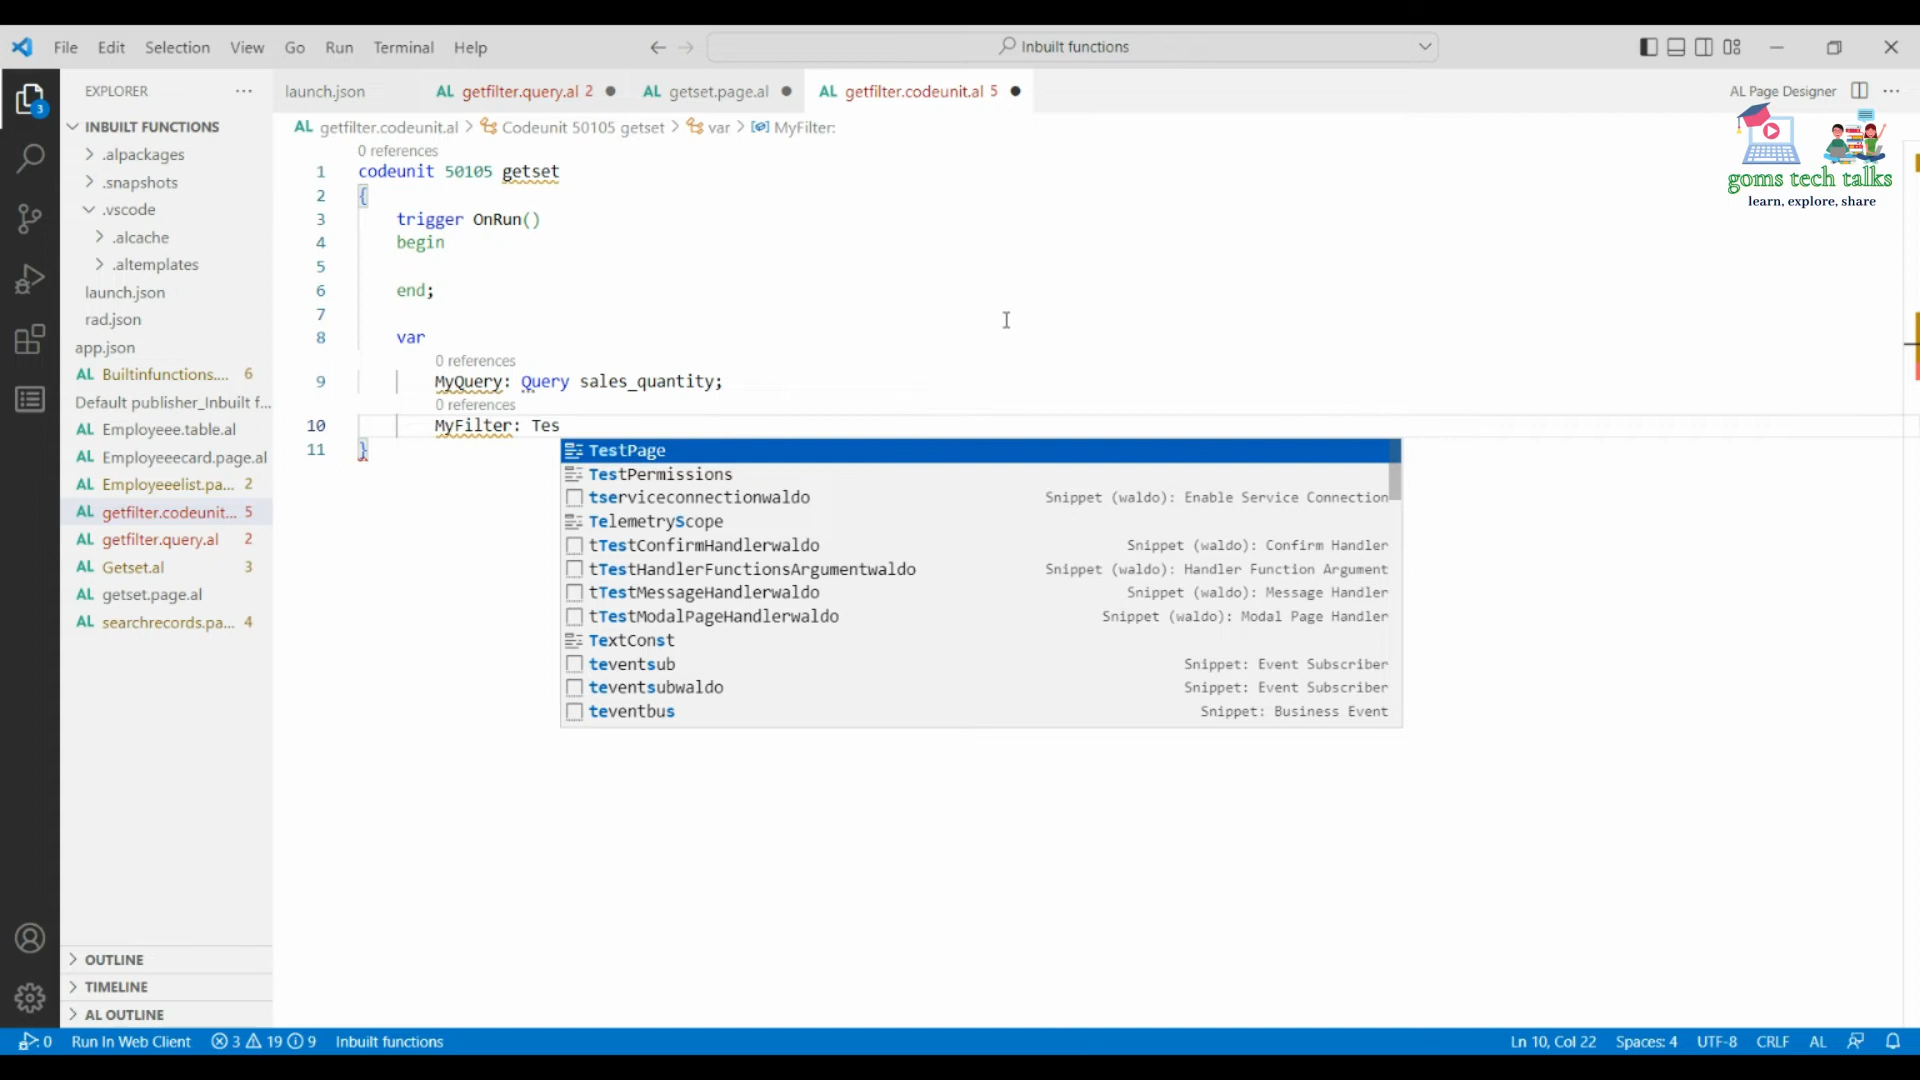 File Edit Selection View Go Run Terminal Help
Inbuilt functions
EXPLORER
launch.json
AL getfilter.query.al 2
AL getset.page.al
AL getfilter.codeunit.al 5
AL Page Designer
INBUILT FUNCTIONS
.alpackages
.snapshots
.vscode
.alcache
.altemplates
launch.json
rad.json
app.json
AL Builtinfunctions.... 6
Default publisher_Inbuilt f...
AL Employeee.table.al
AL Employeeecard.page.al
AL Employeeelist.pa... 2
AL getfilter.codeunit... 5
AL getfilter.query.al 2
AL Getset.al 3
AL getset.page.al
AL searchrecords.pa... 4
OUTLINE
TIMELINE
AL OUTLINE
3
AL getfilter.codeunit.al > Codeunit 50105 getset > var > MyFilter:
0 references
1 codeunit 50105 getset
2 {
3 trigger OnRun()
4 begin
5
6 end;
7
8 var
0 references
9 MyQuery: Query sales_quantity;
0 references
10 MyFilter: Tes
11 }
TestPage
TestPermissions
tserviceconnectionwaldo Snippet (waldo): Enable Service Connection
TelemetryScope
tTestConfirmHandlerwaldo Snippet (waldo): Confirm Handler
tTestHandlerFunctionsArgumentwaldo Snippet (waldo): Handler Function Argument
tTestMessageHandlerwaldo Snippet (waldo): Message Handler
tTestModalPageHandlerwaldo Snippet (waldo): Modal Page Handler
TextConst
teventsub Snippet: Event Subscriber
teventsubwaldo Snippet: Event Subscriber
teventbus Snippet: Business Event
goms tech talks
learn, explore, share
0 Run In Web Client 3 19 9 Inbuilt functions
Ln 10, Col 22 Spaces: 4 UTF-8 CRLF AL